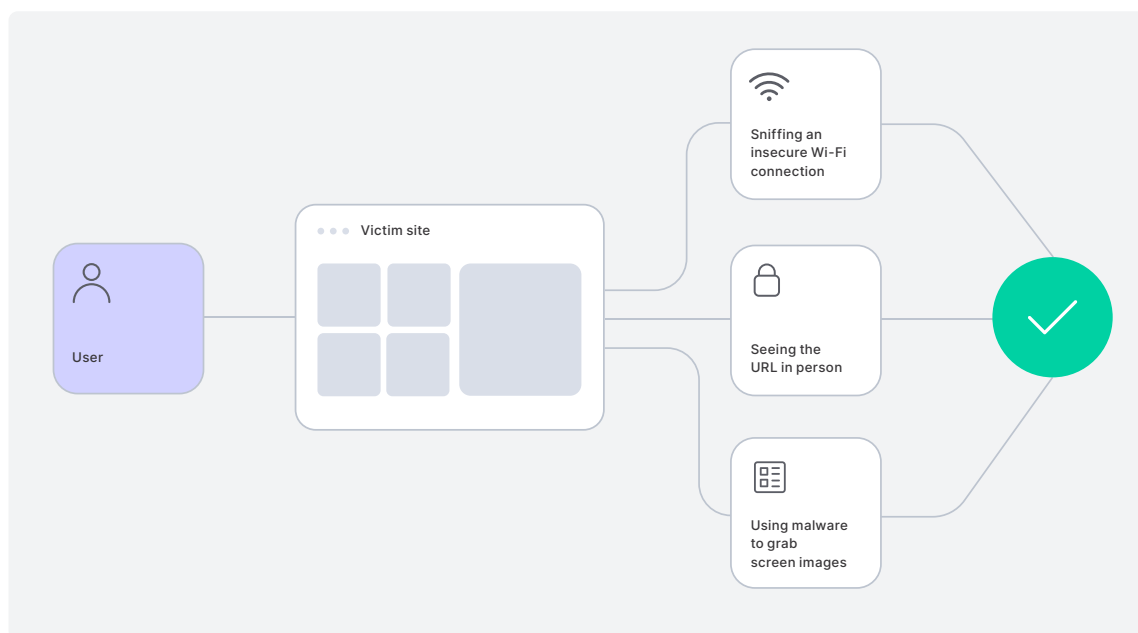 Sniffing an
insecure Wi-Fi
connection
Victim site
User
Seeing the
URL in person
Using malware
to grab
screen images